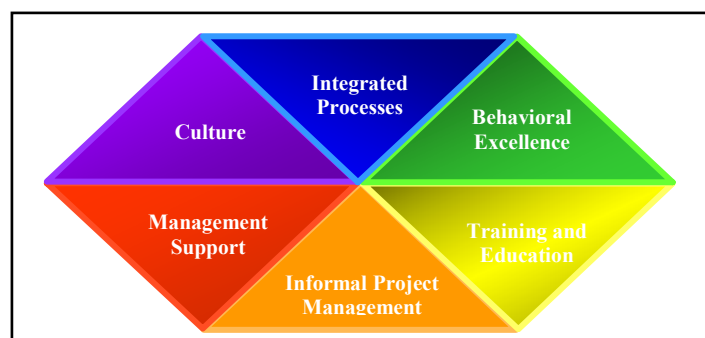 Integrated
Processes
Culture
Behavioral
Excellence
Management
Support
Training and
Education
Informal Project
Management